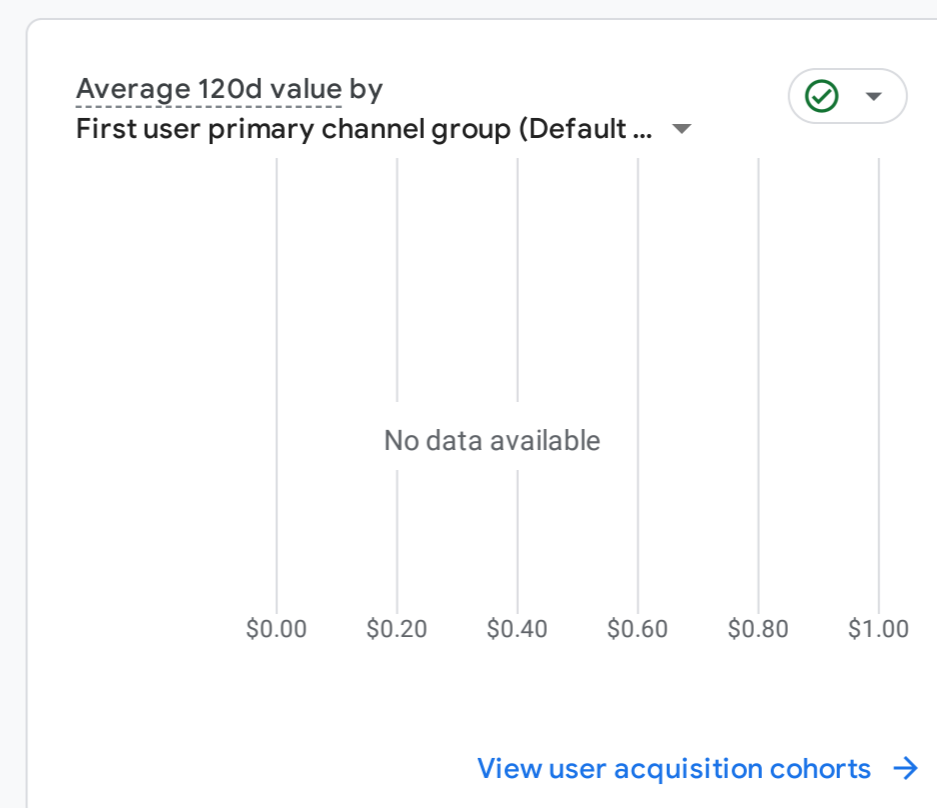 Average 120d value by
First user primary channel group (Default ...
No data available
$0.00 $0.20 $0.40 $0.60 $0.80 $1.00
View user acquisition cohorts